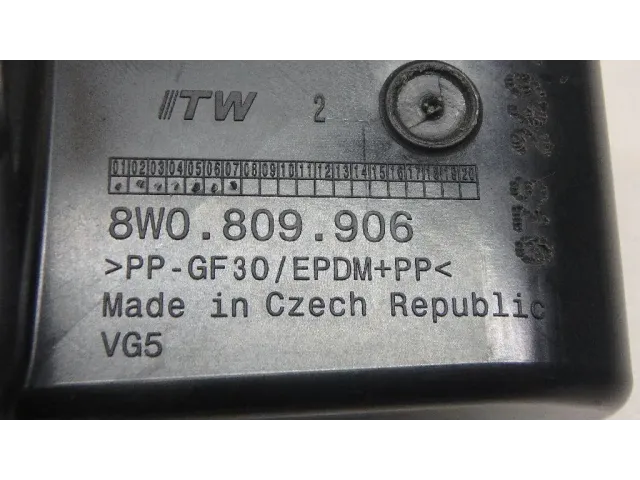 ITW 2
01 02 03 04 05 06 07 08 09 10 11 12 13 14 15 16 17 18 19 20
8W0.809.906
>PP-GF30/EPDM+PP<
Made in Czech Republic
VG5